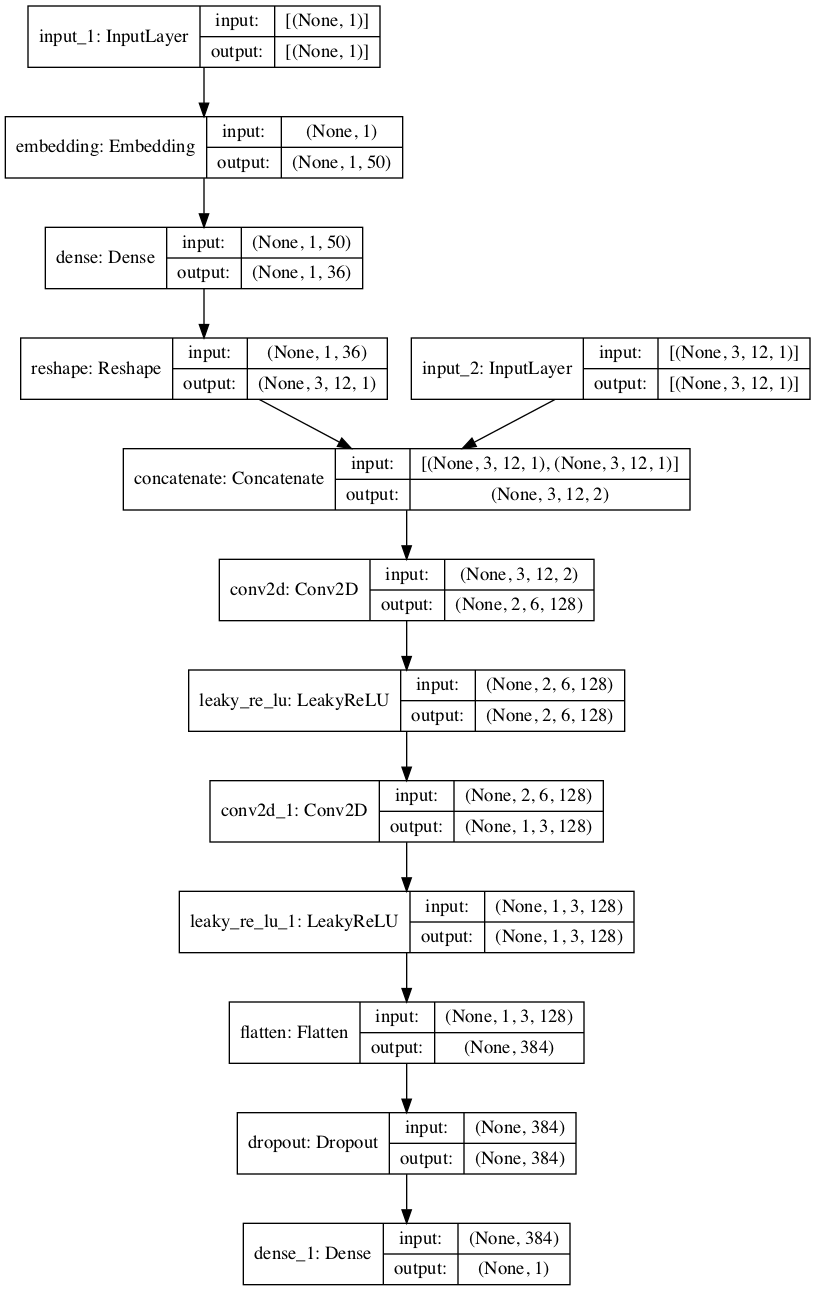 input_1: InputLayer
input: [(None, 1)]
output: [(None, 1)]
embedding: Embedding
input: (None, 1)
output: (None, 1, 50)
dense: Dense
input: (None, 1, 50)
output: (None, 1, 36)
reshape: Reshape
input: (None, 1, 36)
output: (None, 3, 12, 1)
input_2: InputLayer
input: [(None, 3, 12, 1)]
output: [(None, 3, 12, 1)]
concatenate: Concatenate
input: [(None, 3, 12, 1), (None, 3, 12, 1)]
output: (None, 3, 12, 2)
conv2d: Conv2D
input: (None, 3, 12, 2)
output: (None, 2, 6, 128)
leaky_re_lu: LeakyReLU
input: (None, 2, 6, 128)
output: (None, 2, 6, 128)
conv2d_1: Conv2D
input: (None, 2, 6, 128)
output: (None, 1, 3, 128)
leaky_re_lu_1: LeakyReLU
input: (None, 1, 3, 128)
output: (None, 1, 3, 128)
flatten: Flatten
input: (None, 1, 3, 128)
output: (None, 384)
dropout: Dropout
input: (None, 384)
output: (None, 384)
dense_1: Dense
input: (None, 384)
output: (None, 1)